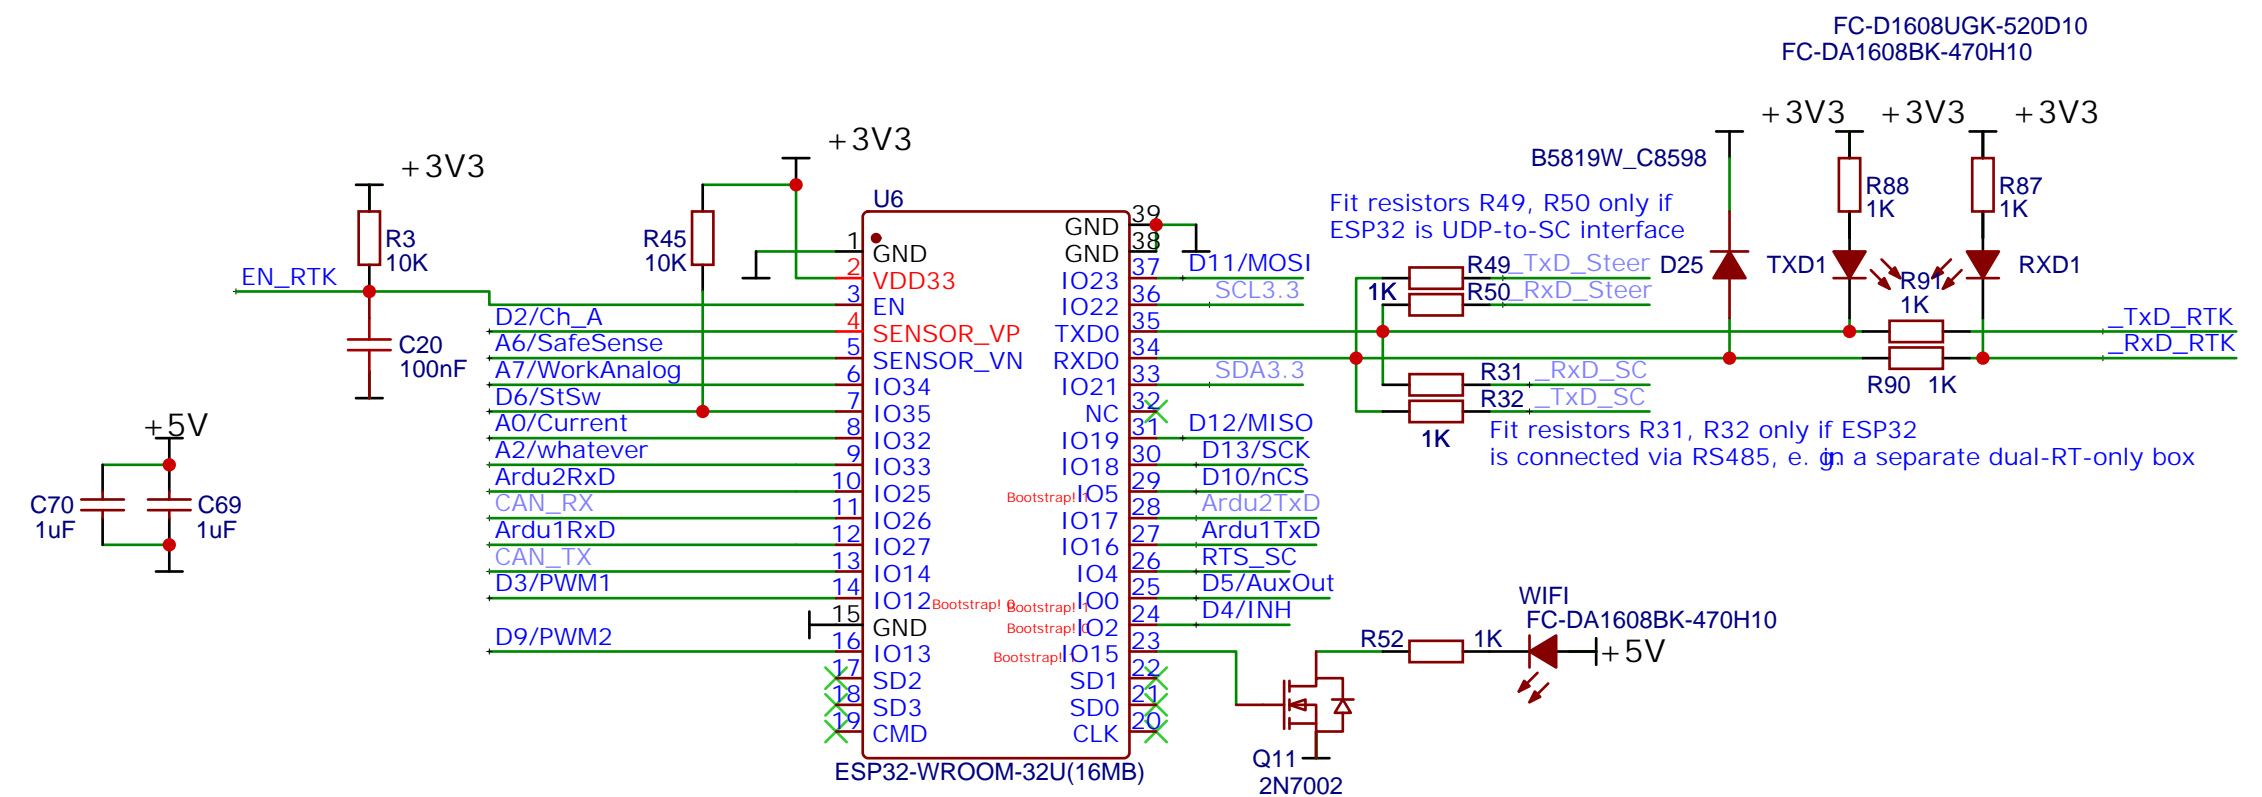 FC-D1608UGK-520D10
FC-DA1608BK-470H10
+3V3
+3V3
+3V3
+3V3
+3V3
B5819W_C8598
R88
1K
R87
1K
U6
Fit resistors R49, R50 only if
ESP32 is UDP-to-SC interface
R3
10K
R45
10K
EN_RTK
C20
100nF
D25
TXD1
RXD1
R91
1K
R49
_TxD_Steer
1K
R50
_RxD_Steer
_TxD_RTK
_RxD_RTK
R90 1K
R31
_RxD_SC
R32
_TxD_SC
1K
Fit resistors R31, R32 only if ESP32
is connected via RS485, e. g. in a separate dual-RT-only box
1 GND
2 VDD33
3 EN
D2/Ch_A 4 SENSOR_VP
A6/SafeSense 5 SENSOR_VN
A7/WorkAnalog 6 IO34
D6/StSw 7 IO35
A0/Current 8 IO32
A2/whatever 9 IO33
Ardu2RxD 10 IO25
CAN_RX 11 IO26
Ardu1RxD 12 IO27
CAN_TX 13 IO14
D3/PWM1 14 IO12 Bootstrap! 0
15 GND
D9/PWM2 16 IO13
17 SD2
18 SD3
19 CMD
GND 39
GND 38
IO23 37 D11/MOSI
IO22 36 SCL3.3
TXD0 35
RXD0 34
IO21 33 SDA3.3
NC 32
IO19 31 D12/MISO
IO18 30 D13/SCK
Bootstrap! 1 IO5 29 D10/nCS
IO17 28 Ardu2TxD
IO16 27 Ardu1TxD
IO4 26 RTS_SC
Bootstrap! 1 IO0 25 D5/AuxOut
Bootstrap! 0 IO2 24 D4/INH
Bootstrap! 1 IO15 23
SD1 22
SD0 21
CLK 20
ESP32-WROOM-32U(16MB)
+5V
C70
1uF
C69
1uF
WIFI
FC-DA1608BK-470H10
R52 1K
+5V
Q11
2N7002